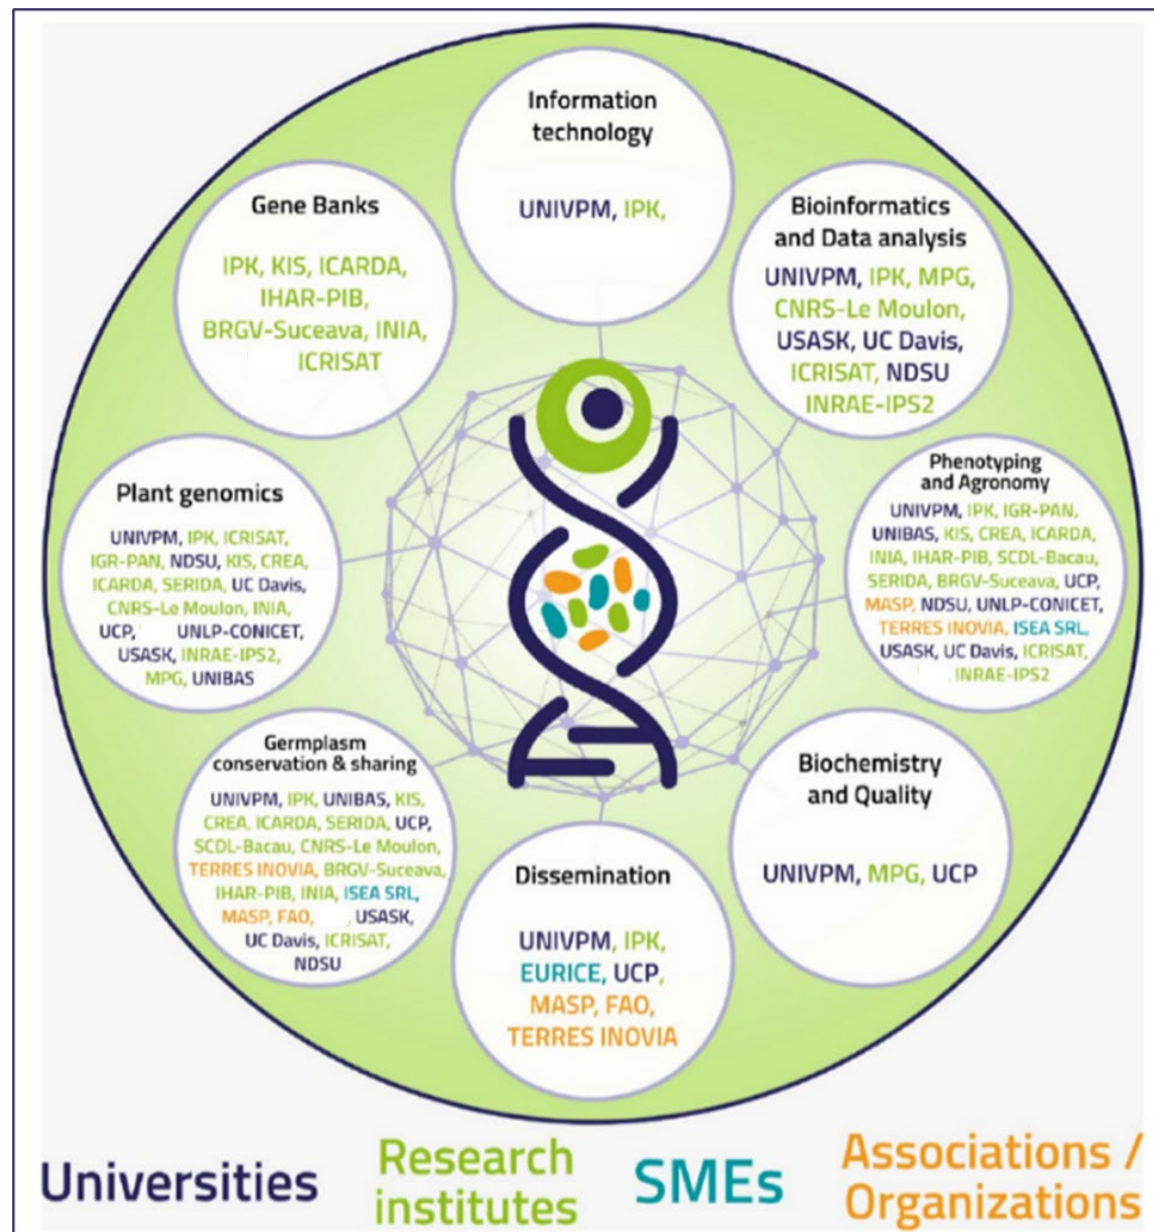 Information
technology
UNIVPM, IPK,
Gene Banks
IPK, KIS, ICARDA,
IHAR-PIB,
BRGV-Suceava, INIA,
ICRISAT
Bioinformatics
and Data analysis
UNIVPM, IPK, MPG,
CNRS-Le Moulon,
USASK, UC Davis,
ICRISAT, NDSU
INRAE-IPS2
Plant genomics
UNIVPM, IPK, ICRISAT,
IGR-PAN, NDSU, KIS, CREA,
ICARDA, SERIDA, UC Davis,
CNRS-Le Moulon, INIA,
UCP, UNLP-CONICET,
USASK, INRAE-IPS2,
MPG, UNIBAS
Phenotyping
and Agronomy
UNIVPM, IPK, IGR-PAN,
UNIBAS, KIS, CREA, ICARDA,
INIA, IHAR-PIB, SCDL-Bacau,
SERIDA, BRGV-Suceava, UCP,
MASP, NDSU, UNLP-CONICET,
TERRES INOVIA, ISEA SRL,
USASK, UC Davis, ICRISAT,
INRAE-IPS2
Germplasm
conservation & sharing
UNIVPM, IPK, UNIBAS, KIS,
CREA, ICARDA, SERIDA, UCP,
SCDL-Bacau, CNRS-Le Moulon,
TERRES INOVIA, BRGV-Suceava,
IHAR-PIB, INIA, ISEA SRL,
MASP, FAO, , USASK,
UC Davis, ICRISAT,
NDSU
Biochemistry
and Quality
UNIVPM, MPG, UCP
Dissemination
UNIVPM, IPK,
EURICE, UCP,
MASP, FAO,
TERRES INOVIA
Universities
Research
institutes
SMEs
Associations /
Organizations